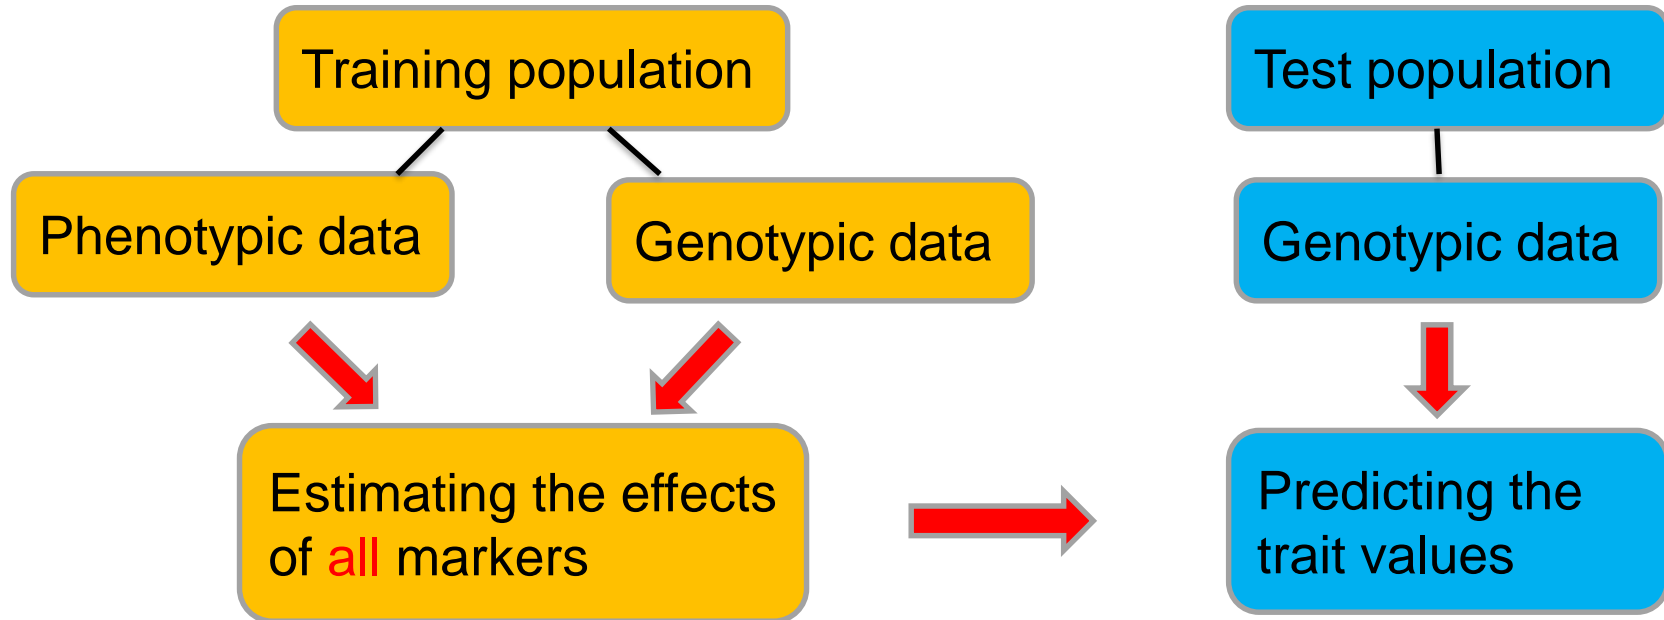 Training population
Test population
Phenotypic data
Genotypic data
Genotypic data
Estimating the effects
of all markers
Predicting the
trait values